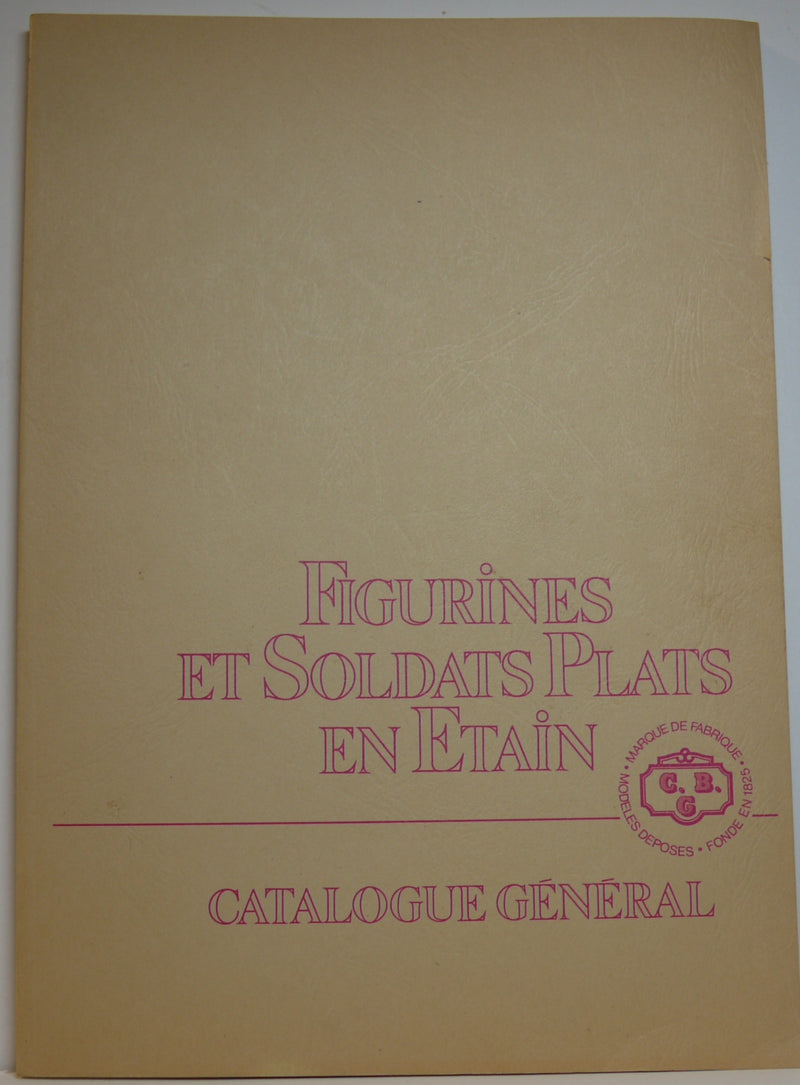 FIGURINES
ET SOLDATS PLATS
EN ETAIN
• MARQUE DE FABRIQUE •
C. B.
G
MODELES DEPOSES • FONDE EN 1825
CATALOGUE GÉNÉRAL